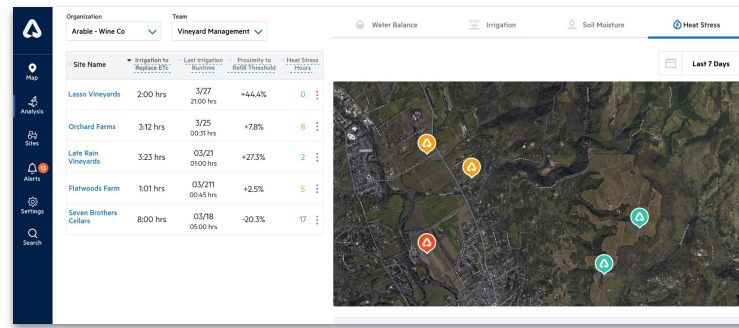 Organization
Team
Arable - Wine Co
Vineyard Management
Water Balance
Irrigation
Soil Moisture
Heat Stress
Last 7 Days
Map
Analysis
Sites
13
Alerts
Settings
Search
Site Name
Irrigation to Replace ETc
Last Irrigation Runtime
Proximity to Refill Threshold
Heat Stress Hours
Lasso Vineyards
2:00 hrs
3/27
21:00 hrs
+44.4%
0
Orchard Farms
3:12 hrs
3/25
00:31 hrs
+7.8%
8
Late Rain
Vineyards
3:23 hrs
03/21
01:00 hrs
+27.3%
2
Flatwoods Farm
1:01 hrs
03/211
00:45 hrs
+2.5%
5
Seven Brothers
Cellars
8:00 hrs
03/18
05:00 hrs
-20.3%
17